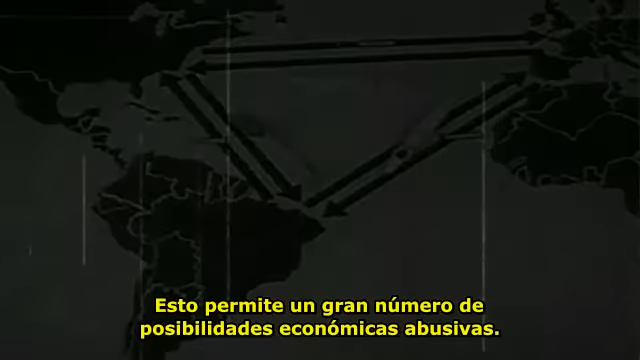 Esto permite un gran número de
posibilidades económicas abusivas.